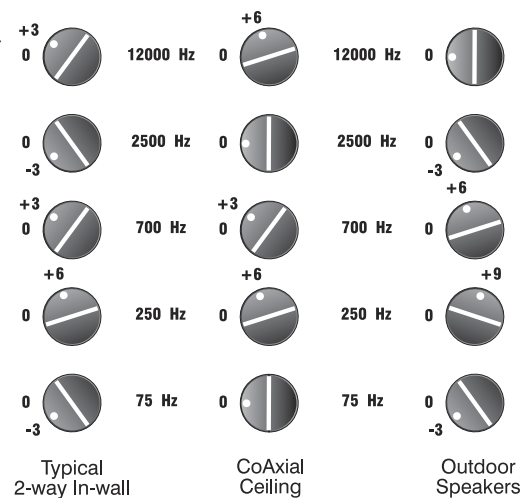 +3 +6
0 12000 Hz 0 12000 Hz 0
0 2500 Hz 0 2500 Hz 0
-3 -3
+3 +3 +6
0 700 Hz 0 700 Hz 0
+6 +6 +9
0 250 Hz 0 250 Hz 0
0 75 Hz 0 75 Hz 0
-3 -3
Typical CoAxial Outdoor
2-way In-wall Ceiling Speakers